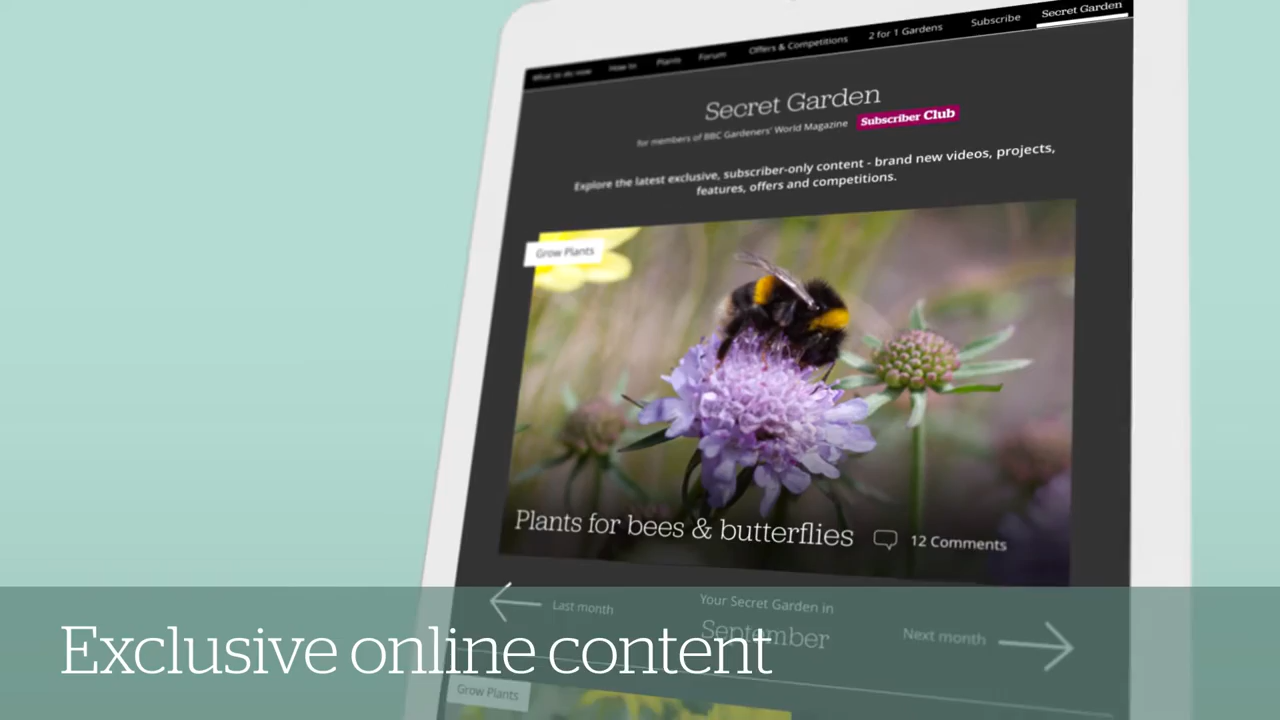 What to do now How to Plants Forum Offers & Competitions 2 for 1 Gardens Subscribe Secret Garden
Secret Garden
for members of BBC Gardeners' World Magazine Subscriber Club
Explore the latest exclusive, subscriber-only content - brand new videos, projects,
features, offers and competitions.
Grow Plants
Plants for bees & butterflies 12 Comments
Last month Your Secret Garden in Next month
September
Exclusive online content
Grow Plants